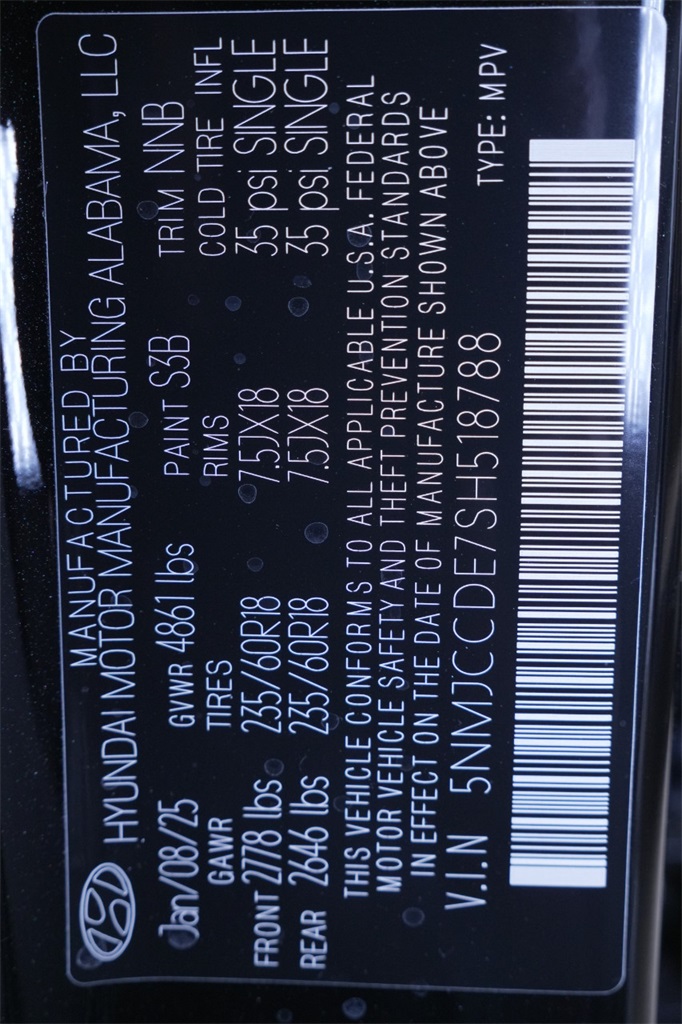 MANUFACTURED BY
HYUNDAI MOTOR MANUFACTURING ALABAMA, LLC
Jan/08/25 GVWR 4861 lbs PAINT S3B TRIM NNB
GAWR TIRES RIMS COLD TIRE INFL
FRONT 2778 lbs 235/60R18 7.5JX18 35 psi SINGLE
REAR 2646 lbs 235/60R18 7.5JX18 35 psi SINGLE
THIS VEHICLE CONFORMS TO ALL APPLICABLE U.S.A. FEDERAL
MOTOR VEHICLE SAFETY AND THEFT PREVENTION STANDARDS
IN EFFECT ON THE DATE OF MANUFACTURE SHOWN ABOVE
V.I.N 5NMJCCDE7SH518788 TYPE: MPV